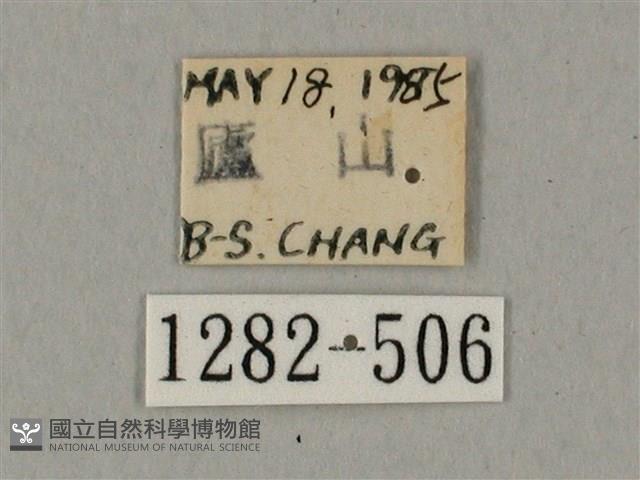 MAY 18, 1985
廬 山
B-S. CHANG
1282-506
國立自然科學博物館
NATIONAL MUSEUM OF NATURAL SCIENCE